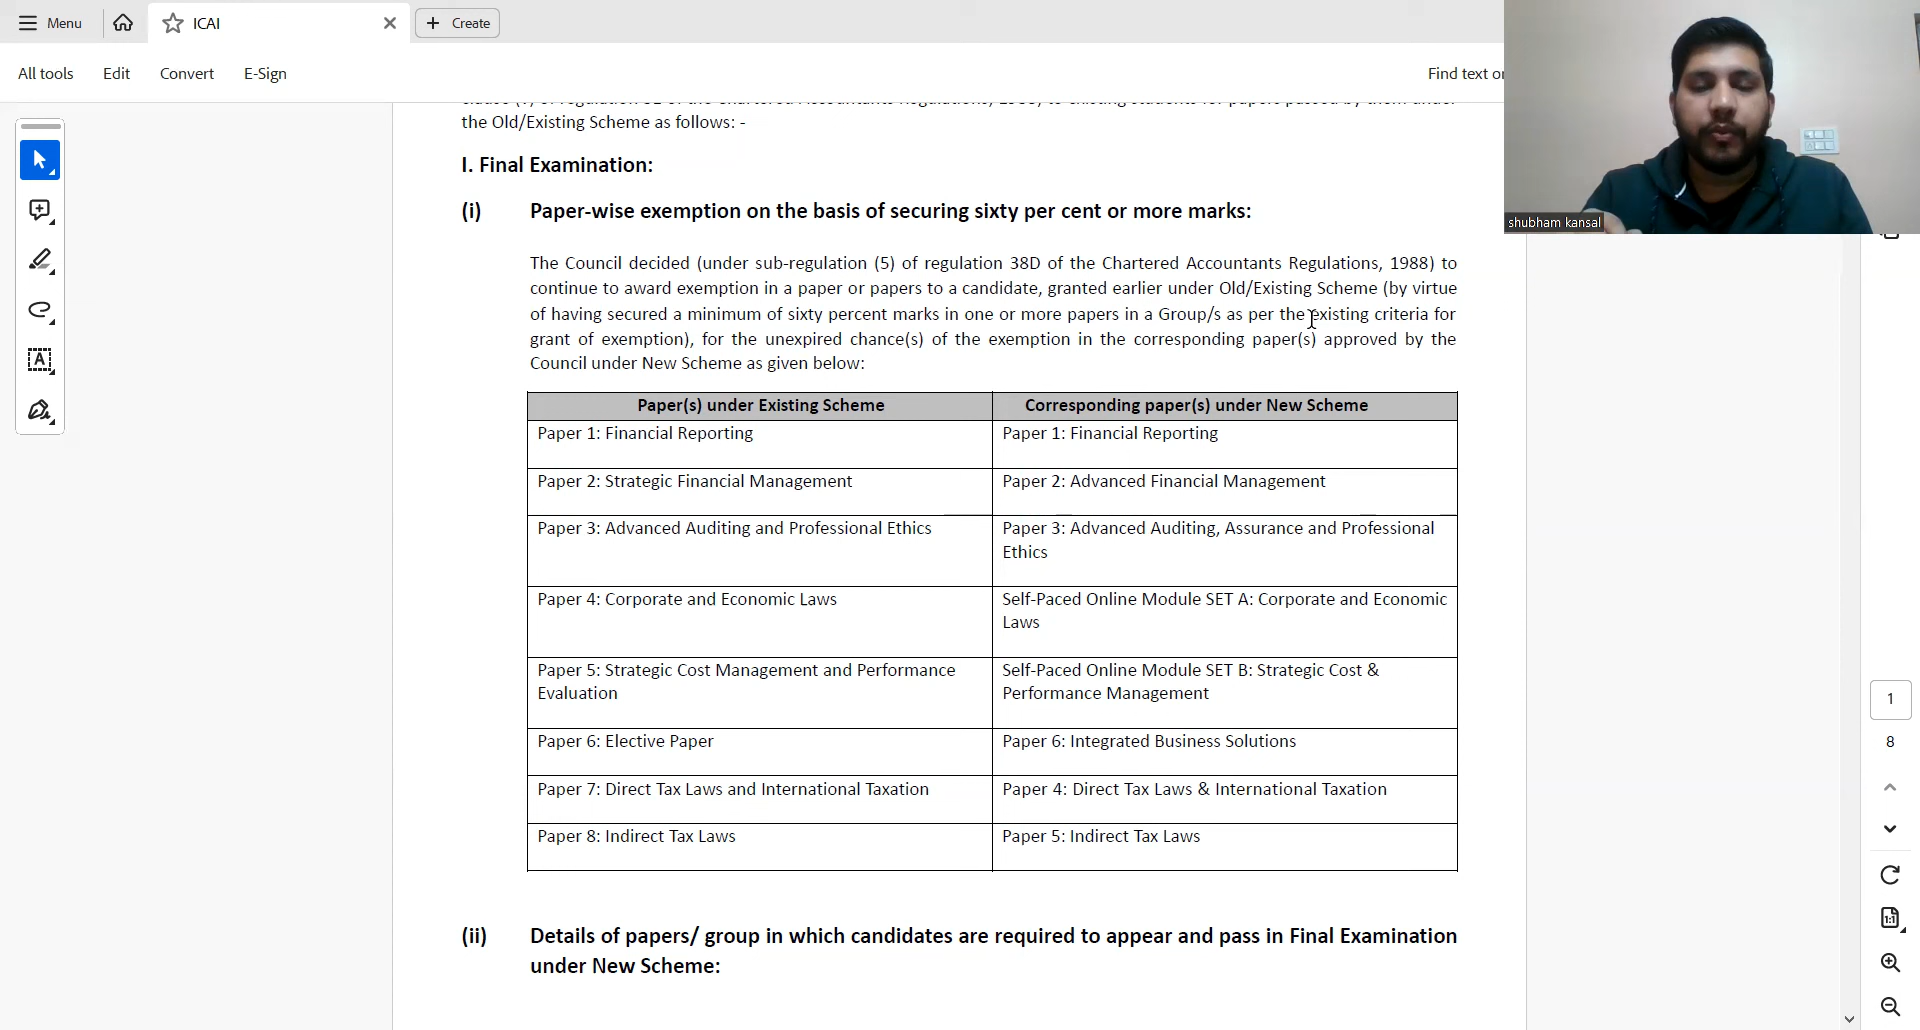 Menu
ICAI
Create
All tools
Edit
Convert
E-Sign
Find text or
the Old/Existing Scheme as follows: -
I. Final Examination:
(i) Paper-wise exemption on the basis of securing sixty per cent or more marks:
shubham kansal
The Council decided (under sub-regulation (5) of regulation 38D of the Chartered Accountants Regulations, 1988) to
continue to award exemption in a paper or papers to a candidate, granted earlier under Old/Existing Scheme (by virtue
of having secured a minimum of sixty percent marks in one or more papers in a Group/s as per the existing criteria for
grant of exemption), for the unexpired chance(s) of the exemption in the corresponding paper(s) approved by the
Council under New Scheme as given below:
Paper(s) under Existing Scheme
Corresponding paper(s) under New Scheme
Paper 1: Financial Reporting
Paper 1: Financial Reporting
Paper 2: Strategic Financial Management
Paper 2: Advanced Financial Management
Paper 3: Advanced Auditing and Professional Ethics
Paper 3: Advanced Auditing, Assurance and Professional
Ethics
Paper 4: Corporate and Economic Laws
Self-Paced Online Module SET A: Corporate and Economic
Laws
Paper 5: Strategic Cost Management and Performance
Evaluation
Self-Paced Online Module SET B: Strategic Cost &
Performance Management
Paper 6: Elective Paper
Paper 6: Integrated Business Solutions
Paper 7: Direct Tax Laws and International Taxation
Paper 4: Direct Tax Laws & International Taxation
Paper 8: Indirect Tax Laws
Paper 5: Indirect Tax Laws
(ii) Details of papers/ group in which candidates are required to appear and pass in Final Examination
under New Scheme:
1
8